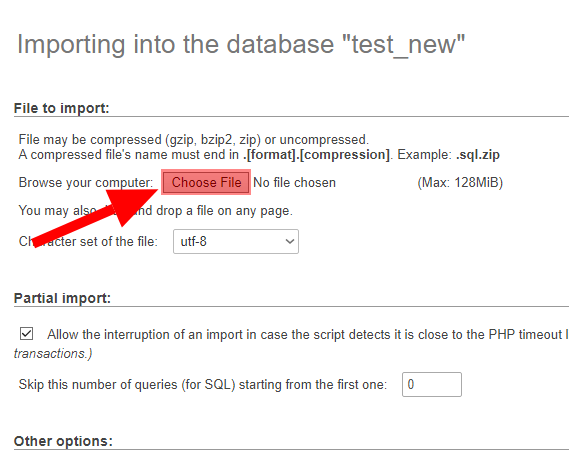 Importing into the database "test_new"
File to import:
File may be compressed (gzip, bzip2, zip) or uncompressed.
A compressed file's name must end in .[format].[compression]. Example: .sql.zip
Browse your computer: Choose File No file chosen (Max: 128MiB)
You may also and drop a file on any page.
Character set of the file: utf-8
Partial import:
Allow the interruption of an import in case the script detects it is close to the PHP timeout
transactions.)
Skip this number of queries (for SQL) starting from the first one: 0
Other options: